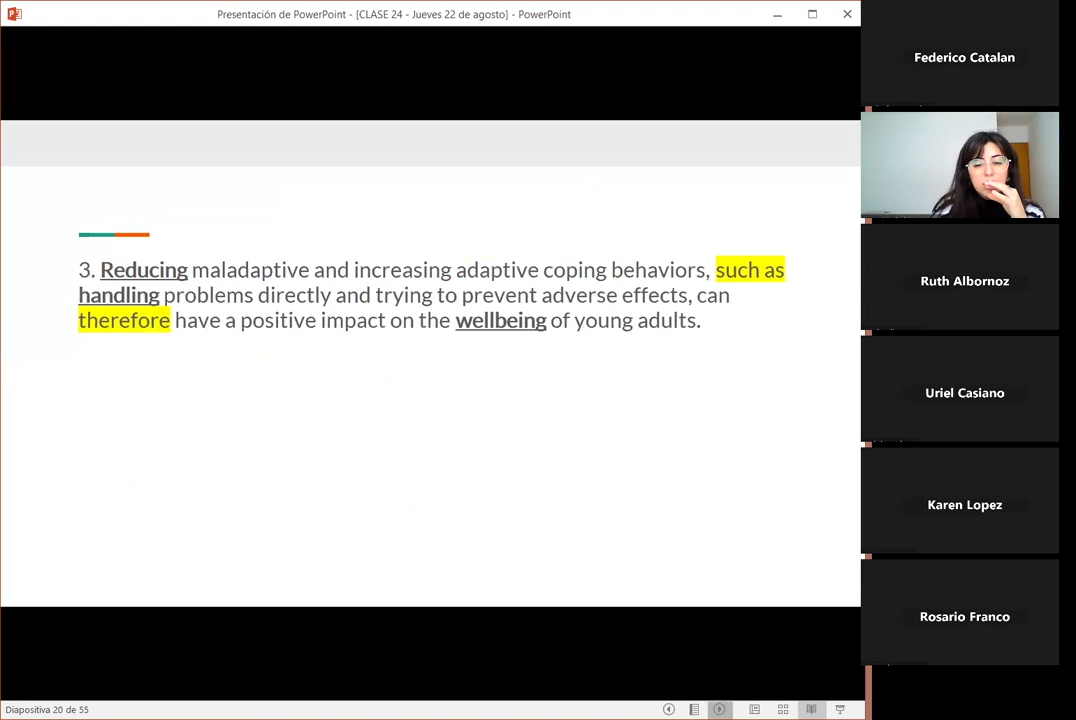 Presentación de PowerPoint - [CLASE 24 - Jueves 22 de agosto] - PowerPoint
3. Reducing maladaptive and increasing adaptive coping behaviors, such as
handling problems directly and trying to prevent adverse effects, can
therefore have a positive impact on the wellbeing of young adults.
Diapositiva 20 de 55
Federico Catalan
Ruth Albornoz
Uriel Casiano
Karen Lopez
Rosario Franco